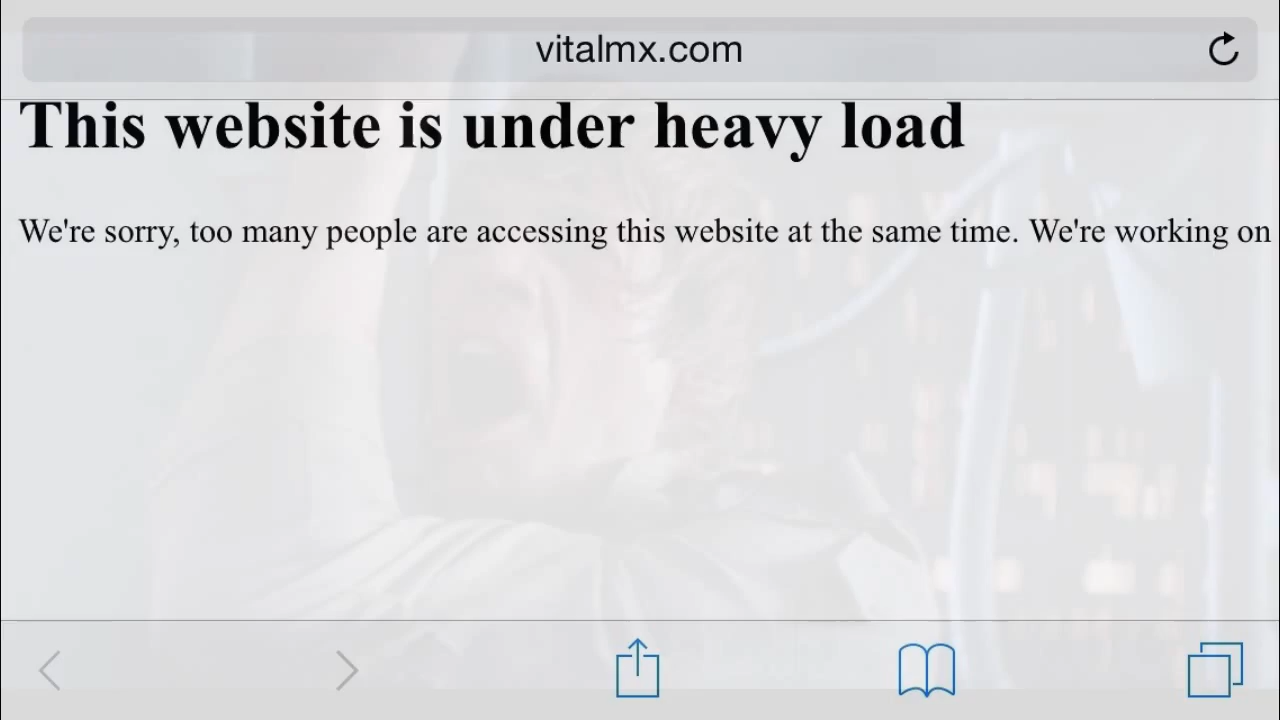 vitalmx.com
This website is under heavy load
We're sorry, too many people are accessing this website at the same time. We're working on